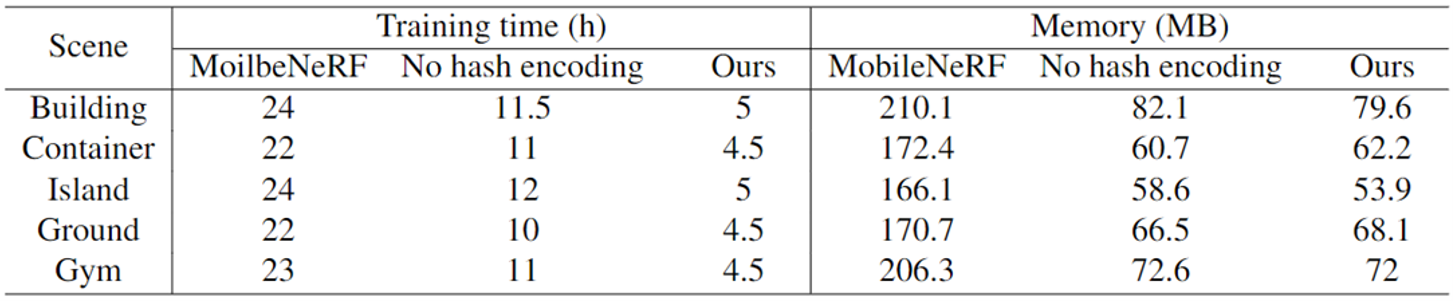 Scene Training time (h) Memory (MB)
MoilbeNeRF No hash encoding Ours MobileNeRF No hash encoding Ours
Building 24 11.5 5 210.1 82.1 79.6
Container 22 11 4.5 172.4 60.7 62.2
Island 24 12 5 166.1 58.6 53.9
Ground 22 10 4.5 170.7 66.5 68.1
Gym 23 11 4.5 206.3 72.6 72